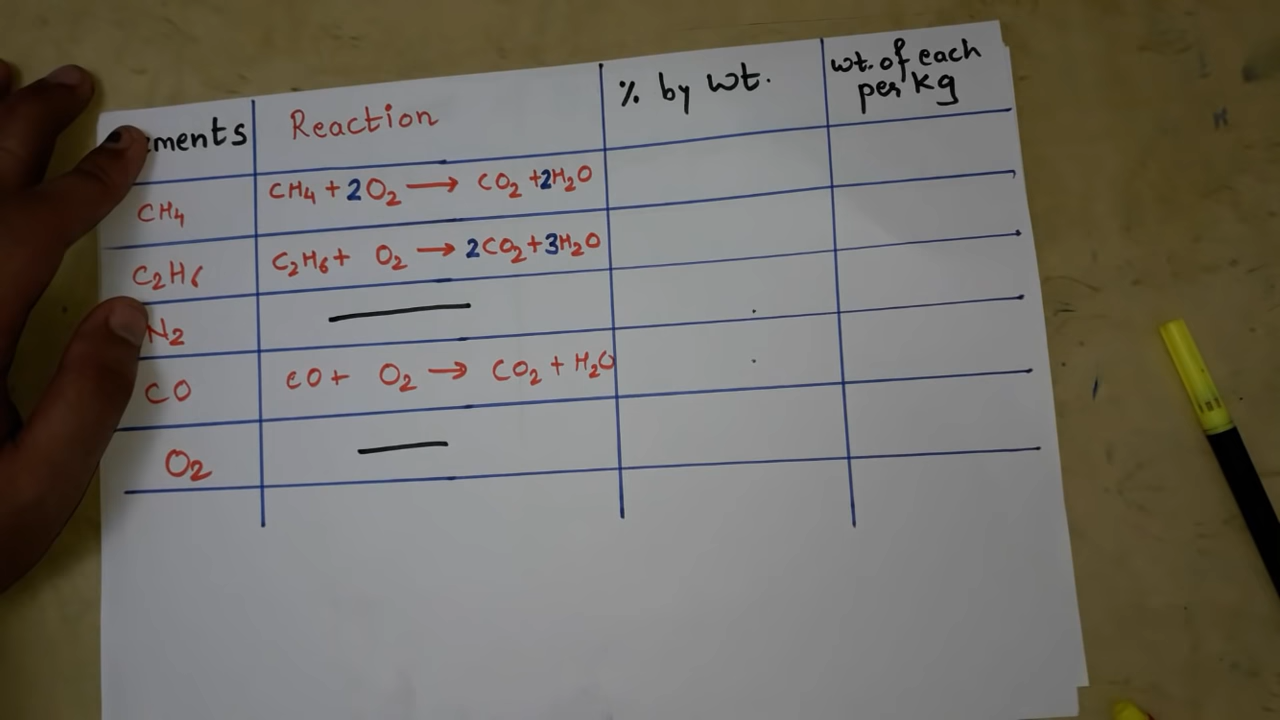 ments Reaction % by wt. wt. of each per kg
CH4 CH4 + 2O2 → CO2 + 2H2O
C2H6 C2H6 + O2 → 2CO2 + 3H2O
N2
CO CO + O2 → CO2 + H2O
O2